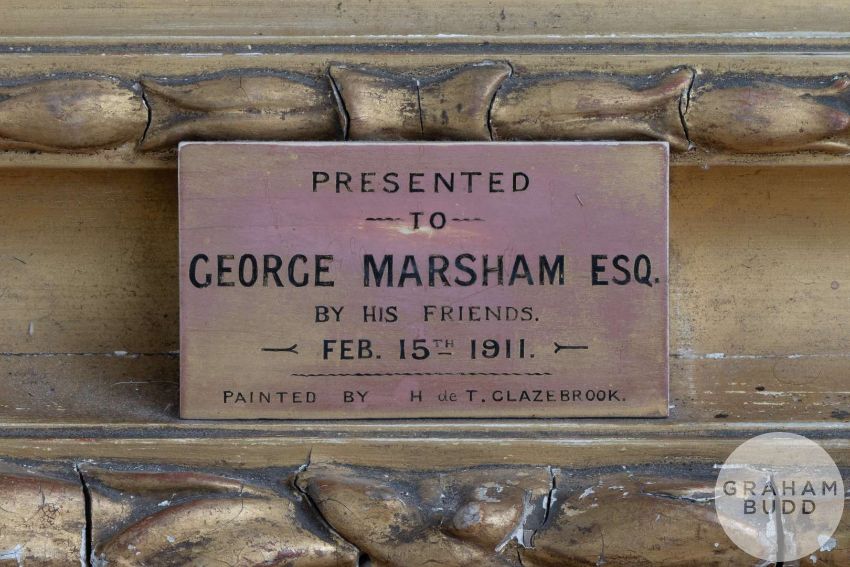 PRESENTED
TO
GEORGE MARSHAM ESQ.
BY HIS FRIENDS.
FEB. 15TH 1911.
PAINTED BY H de T. GLAZEBROOK.
GRAHAM
BUDD